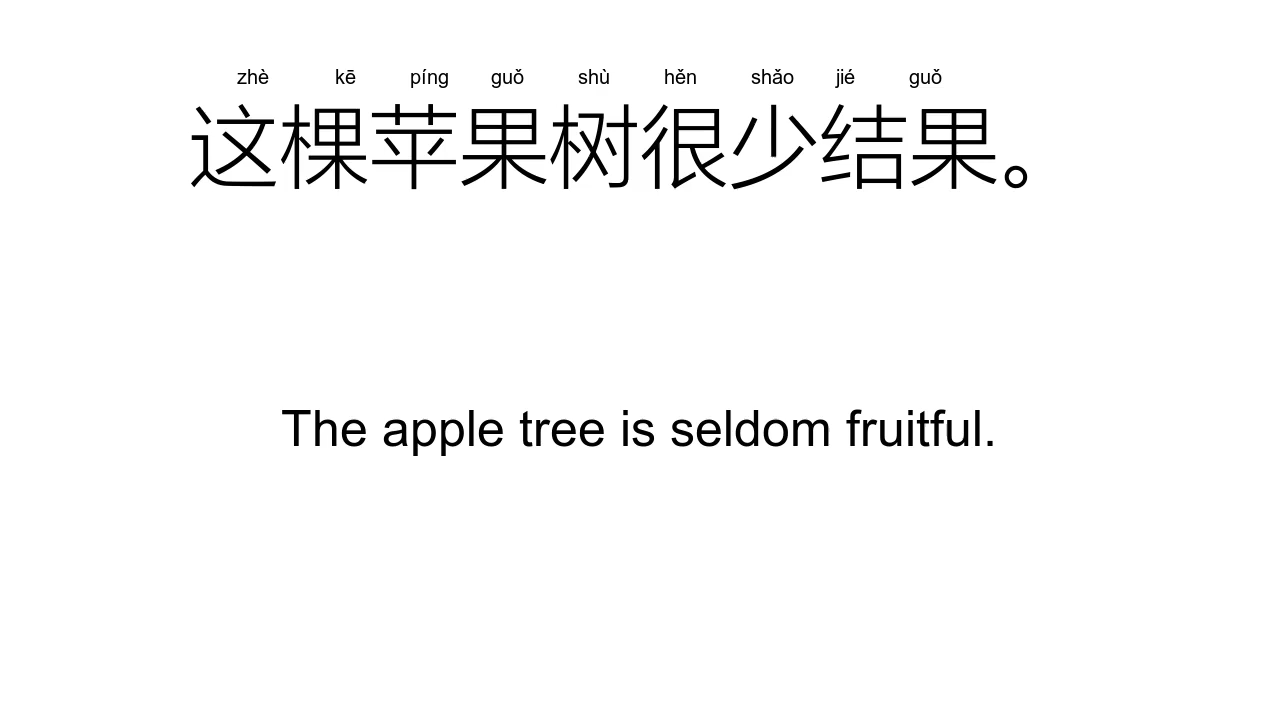 zhè kē píng guǒ shù hěn shǎo jié guǒ
这棵苹果树很少结果。
The apple tree is seldom fruitful.